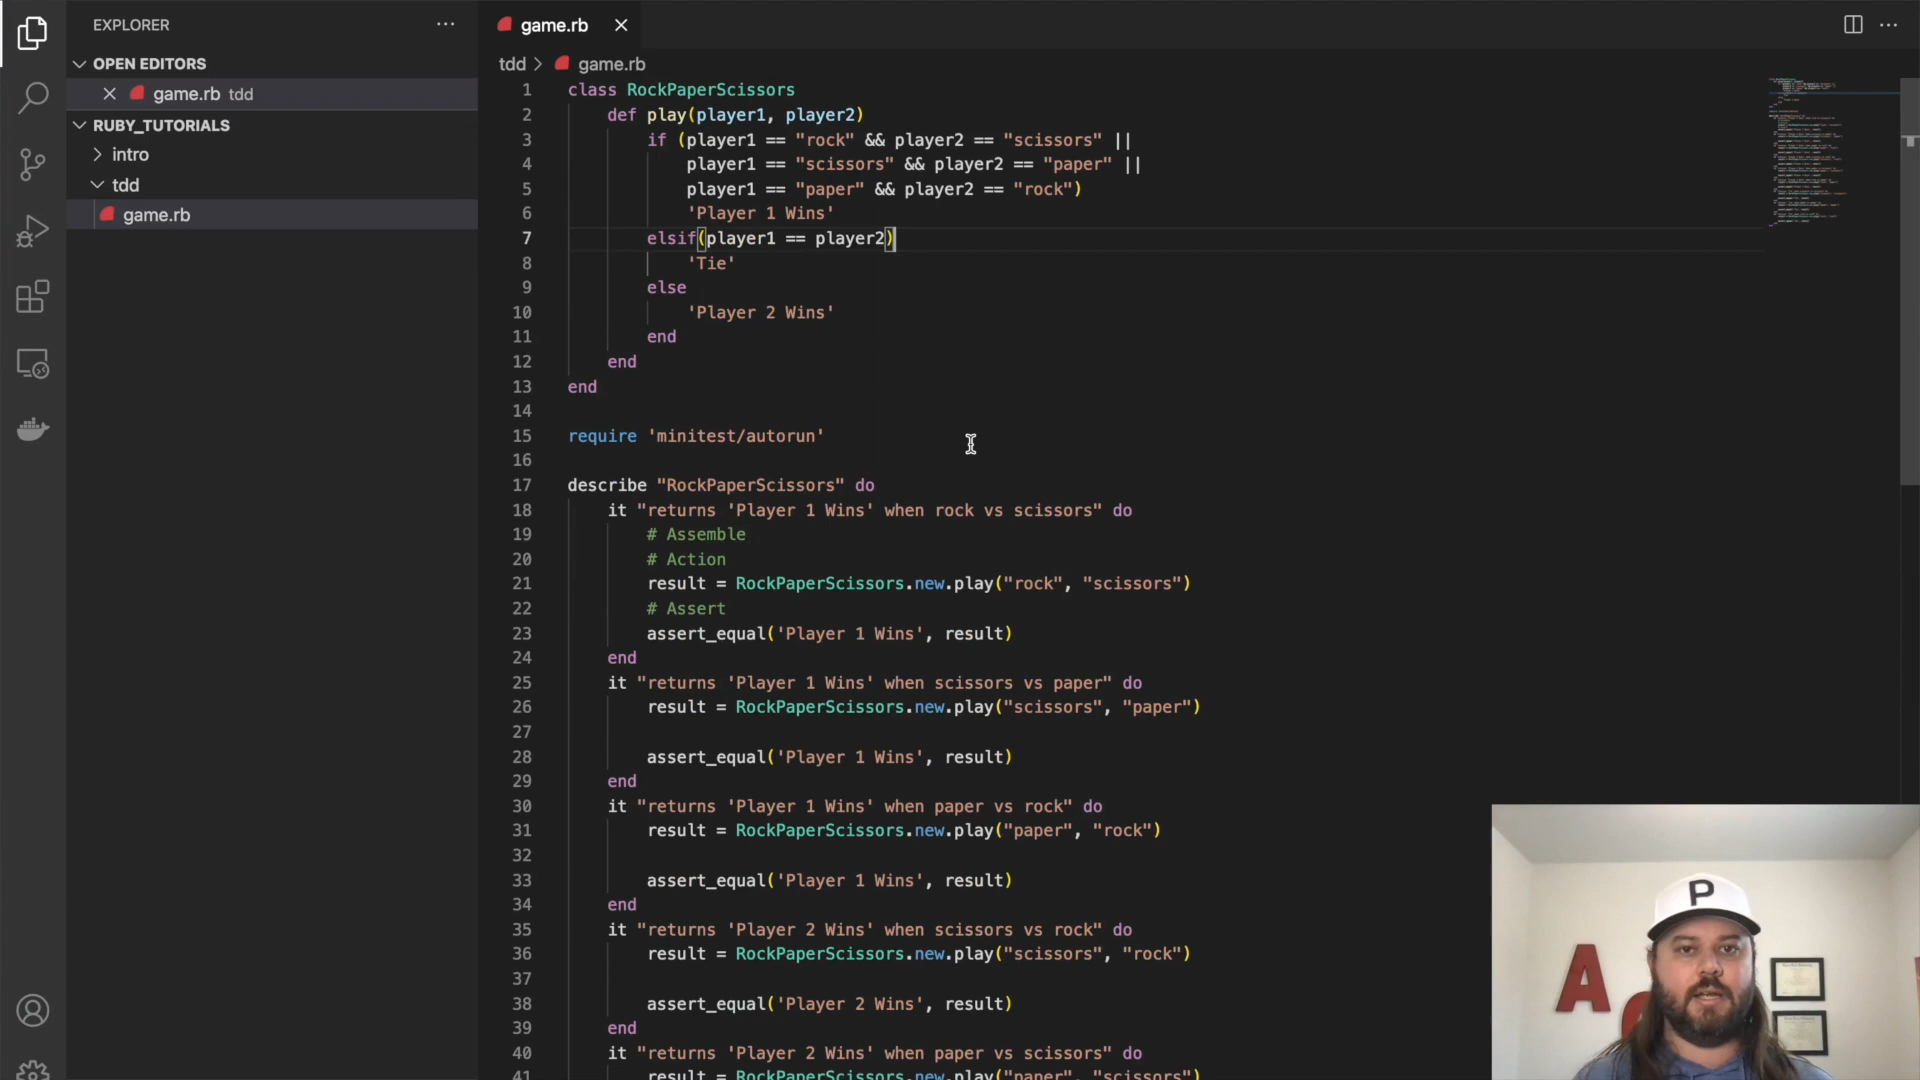 EXPLORER
OPEN EDITORS
game.rb tdd
RUBY_TUTORIALS
intro
tdd
game.rb
game.rb
tdd > game.rb
1 class RockPaperScissors
2 def play(player1, player2)
3 if (player1 == "rock" && player2 == "scissors" ||
4 player1 == "scissors" && player2 == "paper" ||
5 player1 == "paper" && player2 == "rock")
6 'Player 1 Wins'
7 elsif(player1 == player2)
8 'Tie'
9 else
10 'Player 2 Wins'
11 end
12 end
13 end
14
15 require 'minitest/autorun'
16
17 describe "RockPaperScissors" do
18 it "returns 'Player 1 Wins' when rock vs scissors" do
19 # Assemble
20 # Action
21 result = RockPaperScissors.new.play("rock", "scissors")
22 # Assert
23 assert_equal('Player 1 Wins', result)
24 end
25 it "returns 'Player 1 Wins' when scissors vs paper" do
26 result = RockPaperScissors.new.play("scissors", "paper")
27
28 assert_equal('Player 1 Wins', result)
29 end
30 it "returns 'Player 1 Wins' when paper vs rock" do
31 result = RockPaperScissors.new.play("paper", "rock")
32
33 assert_equal('Player 1 Wins', result)
34 end
35 it "returns 'Player 2 Wins' when scissors vs rock" do
36 result = RockPaperScissors.new.play("scissors", "rock")
37
38 assert_equal('Player 2 Wins', result)
39 end
40 it "returns 'Player 2 Wins' when paper vs scissors" do
41 result = RockPaperScissors.new.play("paper", "scissors")
P
A